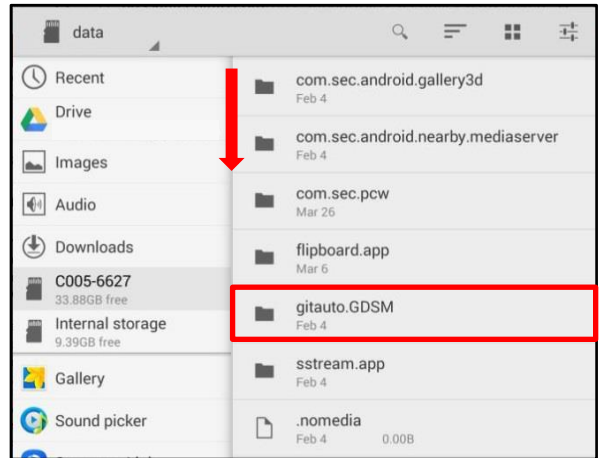 data
Recent
Drive
Images
Audio
Downloads
C005-6627
33.88GB free
Internal storage
9.39GB free
Gallery
Sound picker
com.sec.android.gallery3d
Feb 4
com.sec.android.nearby.mediaserver
Feb 4
com.sec.pcw
Mar 26
flipboard.app
Mar 6
gitauto.GDSM
Feb 4
sstream.app
Feb 4
.nomedia
Feb 4 0.00B